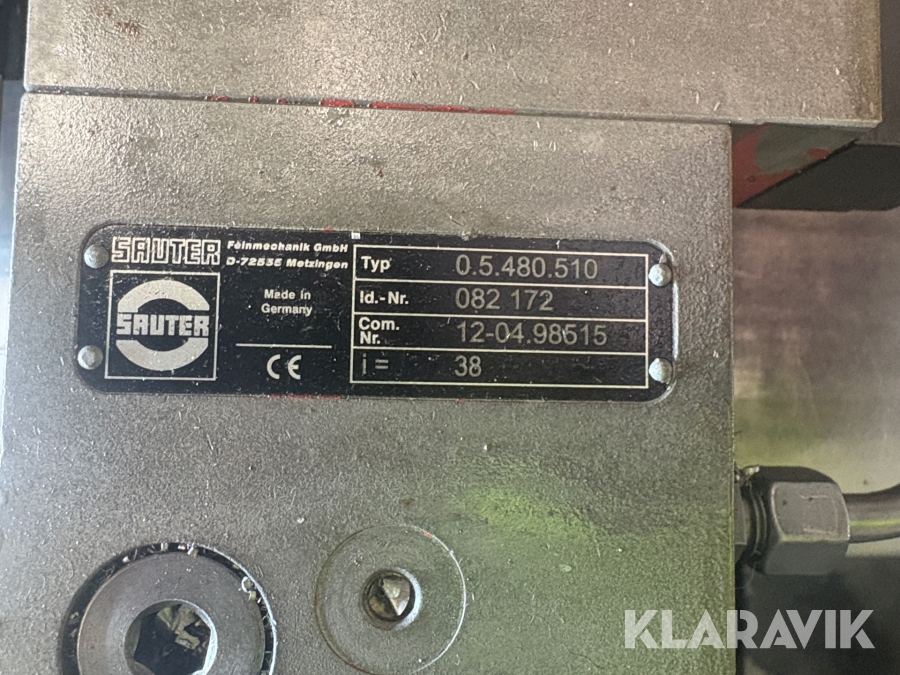 SAUTER
Feinmechanik GmbH
D-72535 Metzingen
SAUTER
Made in
Germany
CE
Typ 0.5.480.510
Id.-Nr. 082 172
Com. Nr. 12-04.98615
i = 38
KLARAVIK